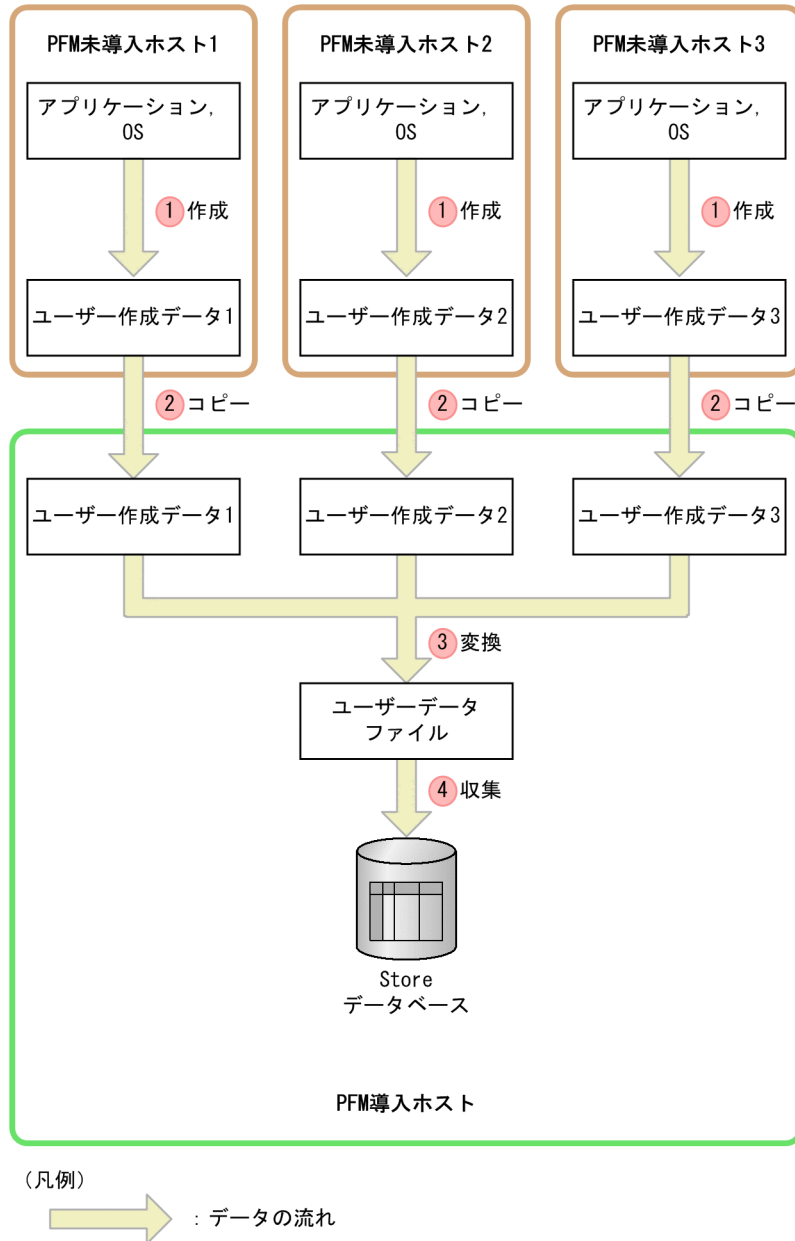 PFM未導入ホスト1
PFM未導入ホスト2
PFM未導入ホスト3
アプリケーション,
OS
アプリケーション,
OS
アプリケーション,
OS
1 作成
1 作成
1 作成
ユーザー作成データ1
ユーザー作成データ2
ユーザー作成データ3
2 コピー
2 コピー
2 コピー
ユーザー作成データ1
ユーザー作成データ2
ユーザー作成データ3
3 変換
ユーザーデータ
ファイル
4 収集
Store
データベース
PFM導入ホスト
(凡例)
: データの流れ